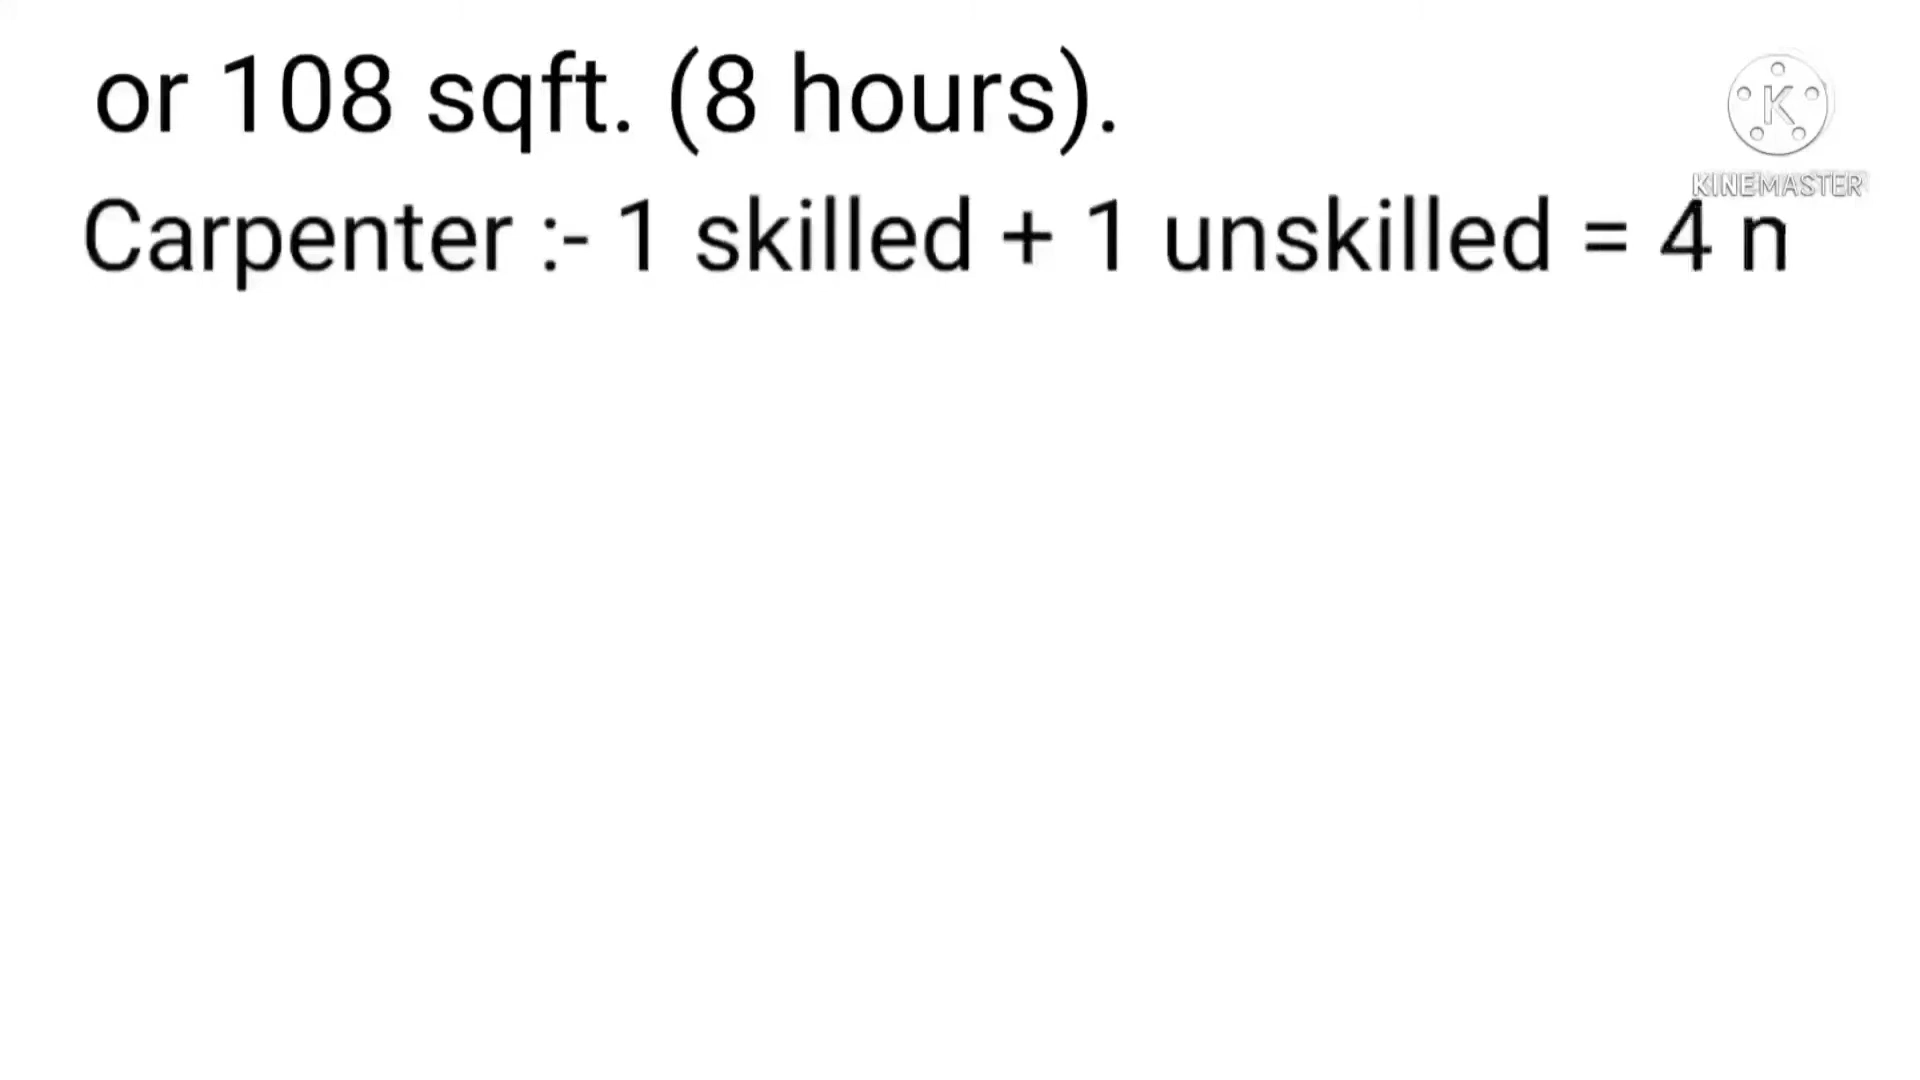 or 108 sqft. (8 hours).
KINEMASTER
Carpenter :- 1 skilled + 1 unskilled = 4 n